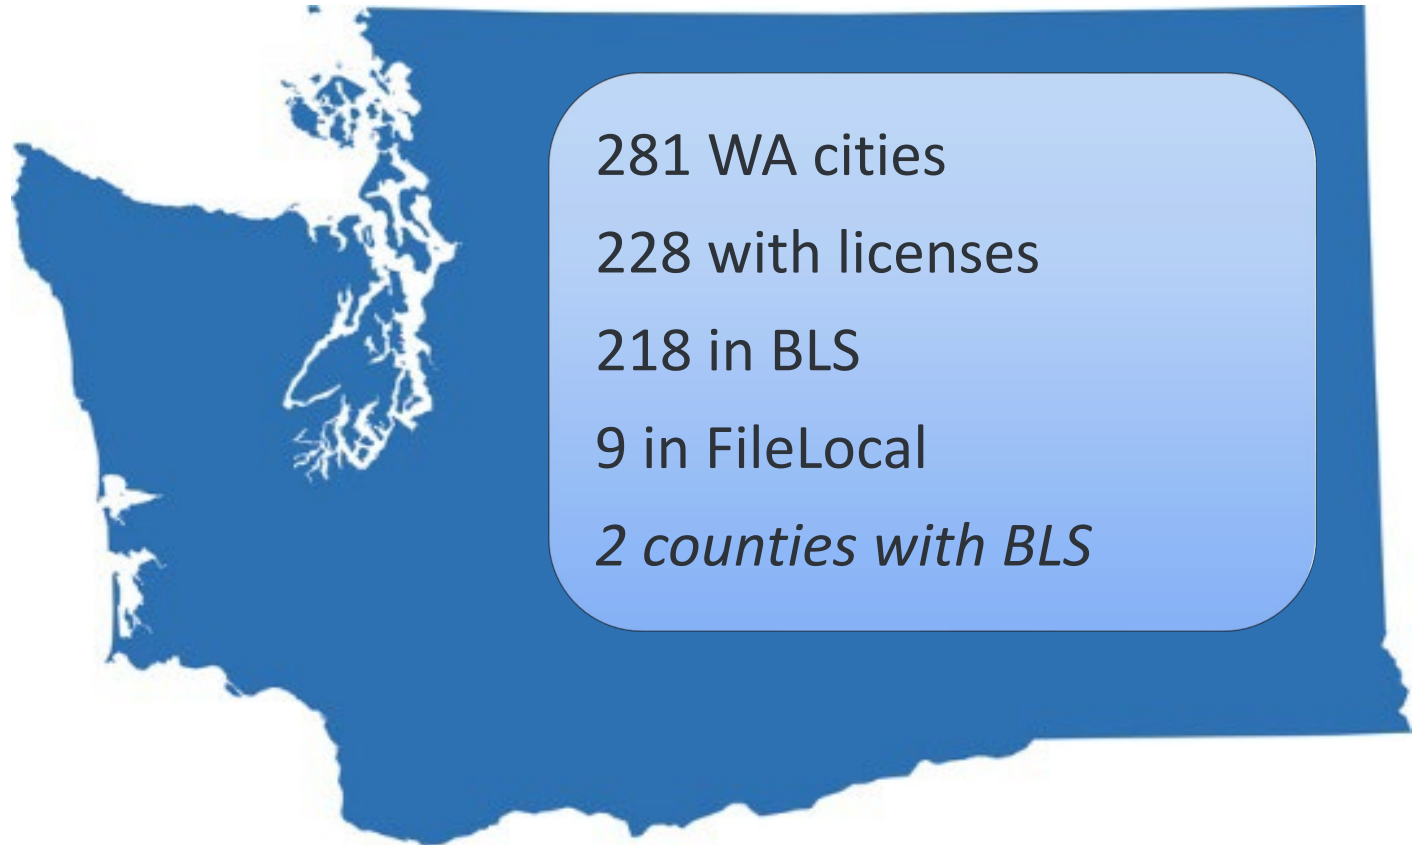 281 WA cities
228 with licenses
218 in BLS
9 in FileLocal
2 counties with BLS